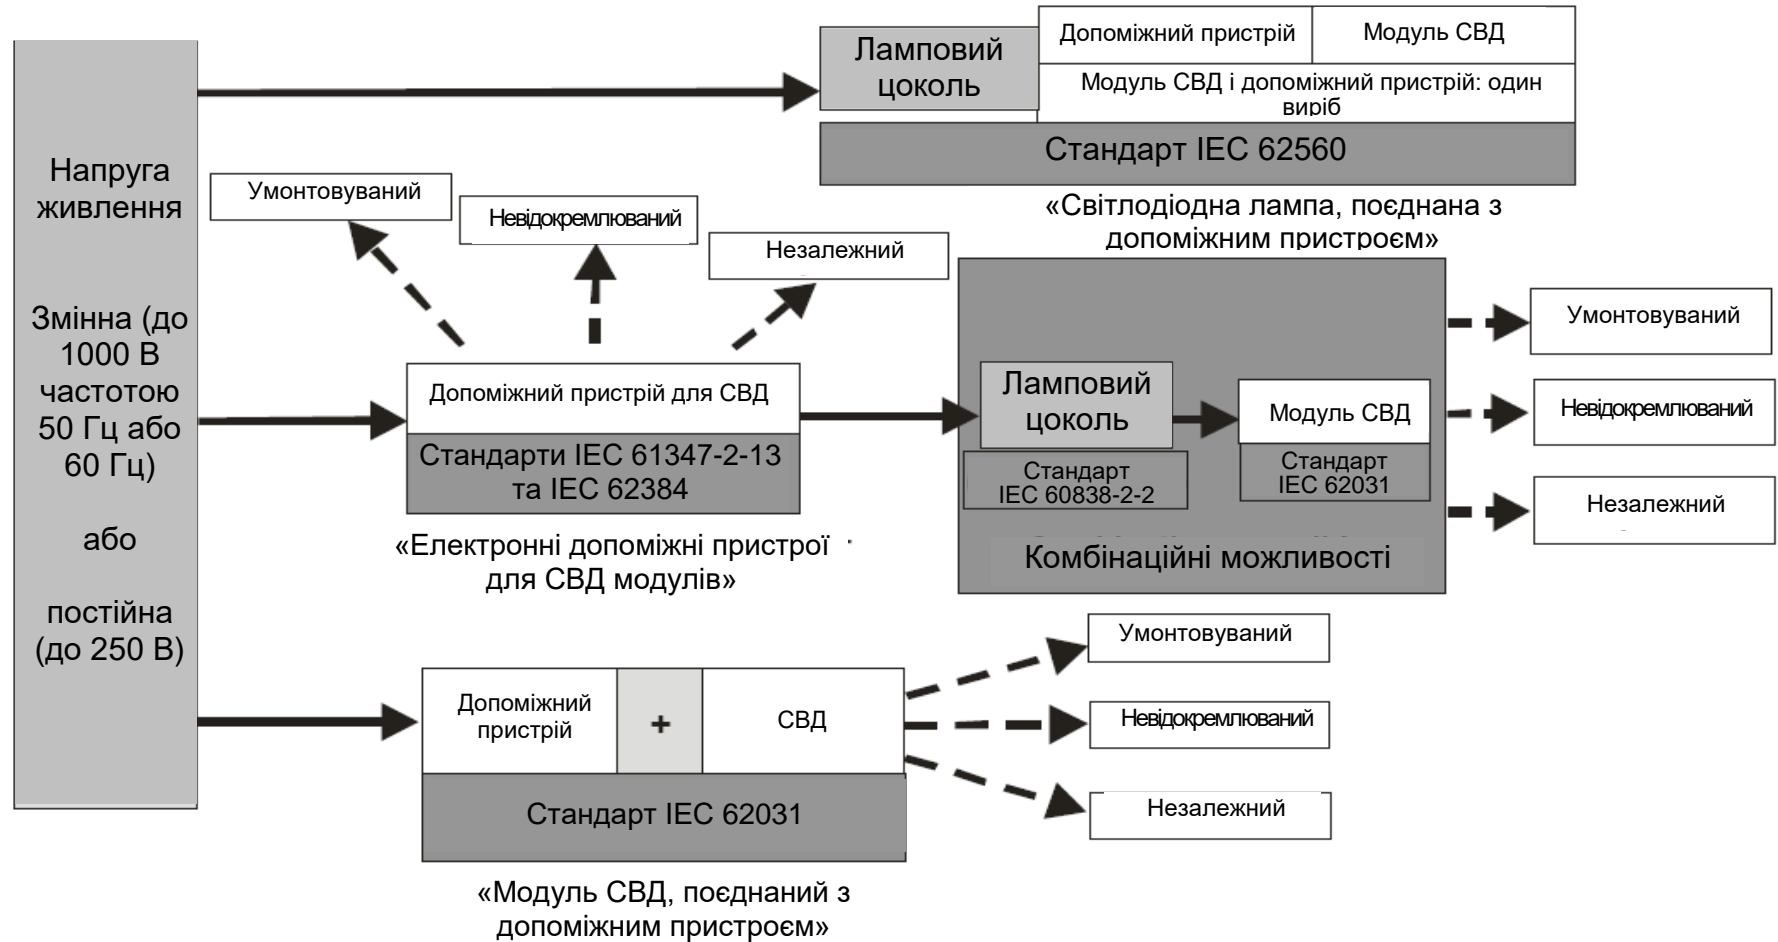 Напруга
живлення
Змінна (до
1000 В
частотою
50 Гц або
60 Гц)
або
постійна
(до 250 В)
Ламповий
цоколь
Допоміжний пристрій
Модуль СВД
Модуль СВД і допоміжний пристрій: один
виріб
Стандарт IEC 62560
«Світлодіодна лампа, поєднана з
допоміжним пристроєм»
Умонтовуваний
Невідокремлюваний
Незалежний
Допоміжний пристрій для СВД
Стандарти IEC 61347-2-13
та IEC 62384
«Електронні допоміжні пристрої
для СВД модулів»
Ламповий
цоколь
Стандарт
IEC 60838-2-2
Модуль СВД
Стандарт
IEC 62031
Комбінаційні можливості
Умонтовуваний
Невідокремлюваний
Незалежний
Допоміжний
пристрій
+
СВД
Стандарт IEC 62031
«Модуль СВД, поєднаний з
допоміжним пристроєм»
Умонтовуваний
Невідокремлюваний
Незалежний